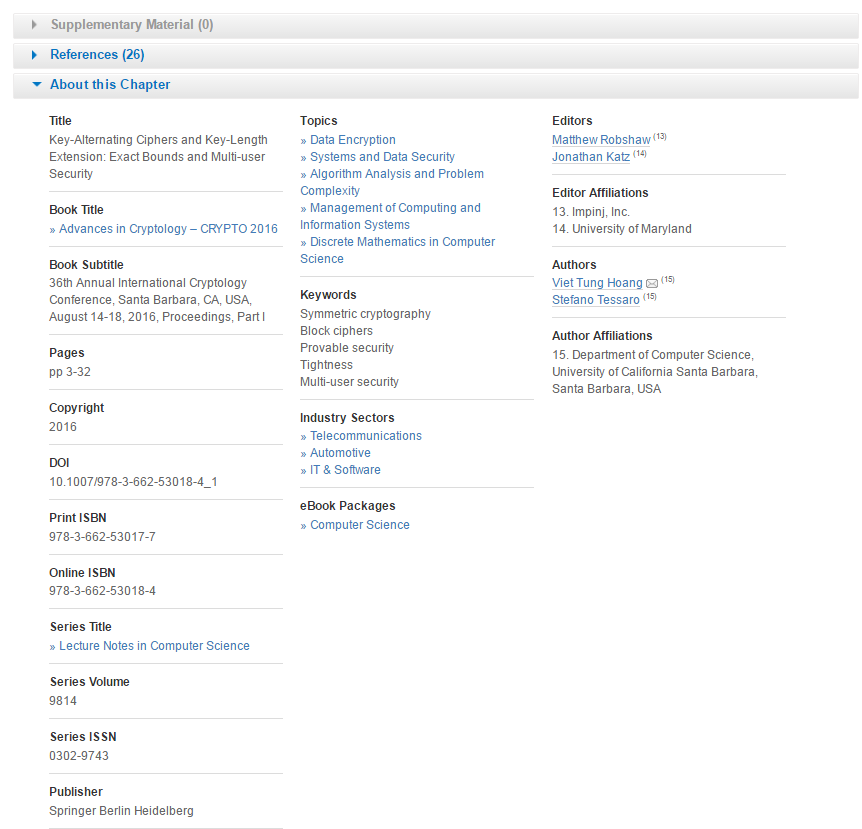 Supplementary Material (0)
References (26)
About this Chapter
Title
Key-Alternating Ciphers and Key-Length
Extension: Exact Bounds and Multi-user
Security
Book Title
» Advances in Cryptology – CRYPTO 2016
Book Subtitle
36th Annual International Cryptology
Conference, Santa Barbara, CA, USA,
August 14-18, 2016, Proceedings, Part I
Pages
pp 3-32
Copyright
2016
DOI
10.1007/978-3-662-53018-4_1
Print ISBN
978-3-662-53017-7
Online ISBN
978-3-662-53018-4
Series Title
» Lecture Notes in Computer Science
Series Volume
9814
Series ISSN
0302-9743
Publisher
Springer Berlin Heidelberg
Topics
» Data Encryption
» Systems and Data Security
» Algorithm Analysis and Problem
Complexity
» Management of Computing and
Information Systems
» Discrete Mathematics in Computer
Science
Keywords
Symmetric cryptography
Block ciphers
Provable security
Tightness
Multi-user security
Industry Sectors
» Telecommunications
» Automotive
» IT & Software
eBook Packages
» Computer Science
Editors
Matthew Robshaw (13)
Jonathan Katz (14)
Editor Affiliations
13. Impinj, Inc.
14. University of Maryland
Authors
Viet Tung Hoang (15)
Stefano Tessaro (15)
Author Affiliations
15. Department of Computer Science,
University of California Santa Barbara,
Santa Barbara, USA